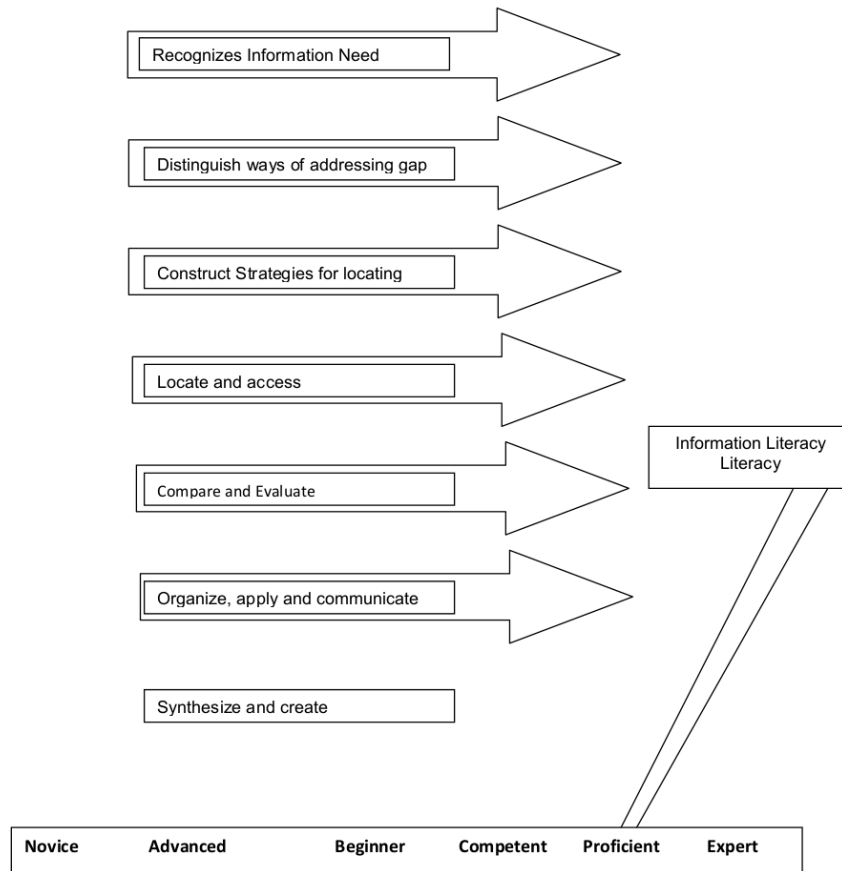 Recognizes Information Need
Distinguish ways of addressing gap
Construct Strategies for locating
Locate and access
Information Literacy
Literacy
Compare and Evaluate
Organize, apply and communicate
Synthesize and create
Novice Advanced Beginner Competent Proficient Expert